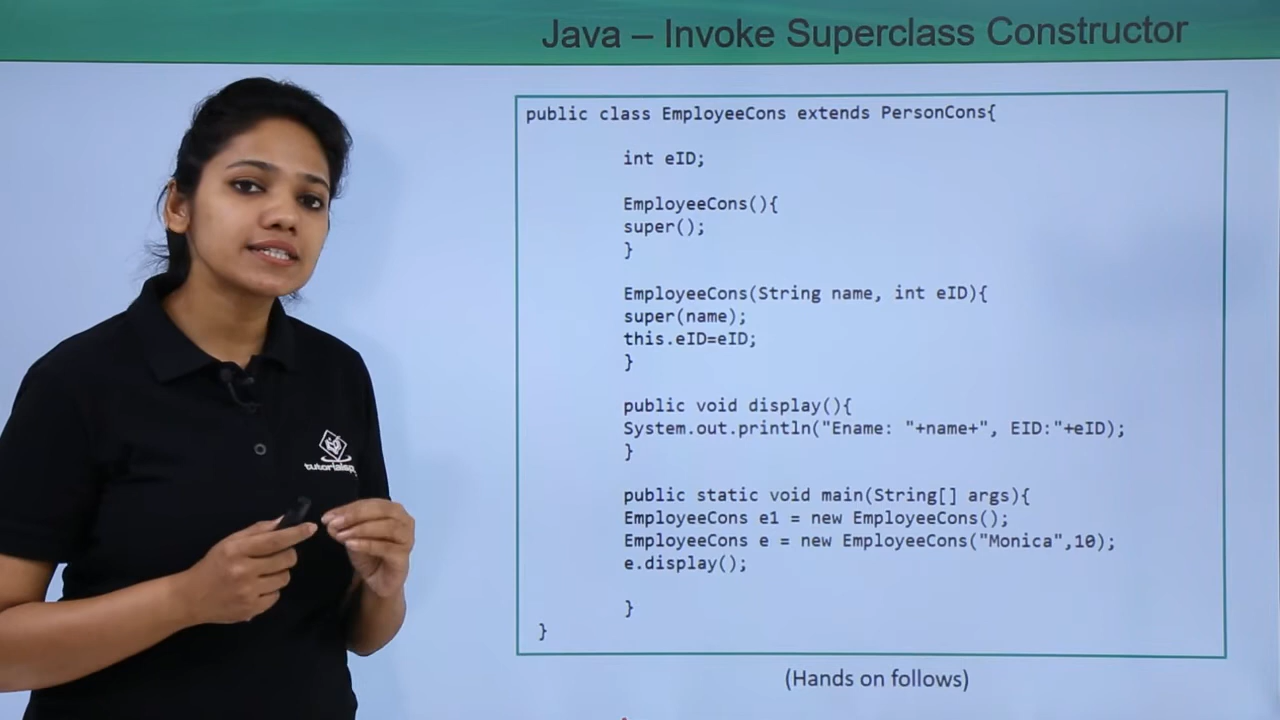 Java – Invoke Superclass Constructor
public class EmployeeCons extends PersonCons{
int eID;
EmployeeCons(){
super();
}
EmployeeCons(String name, int eID){
super(name);
this.eID=eID;
}
public void display(){
System.out.println("Ename: "+name+", EID:"+eID);
}
public static void main(String[] args){
EmployeeCons e1 = new EmployeeCons();
EmployeeCons e = new EmployeeCons("Monica",10);
e.display();
}
}
(Hands on follows)